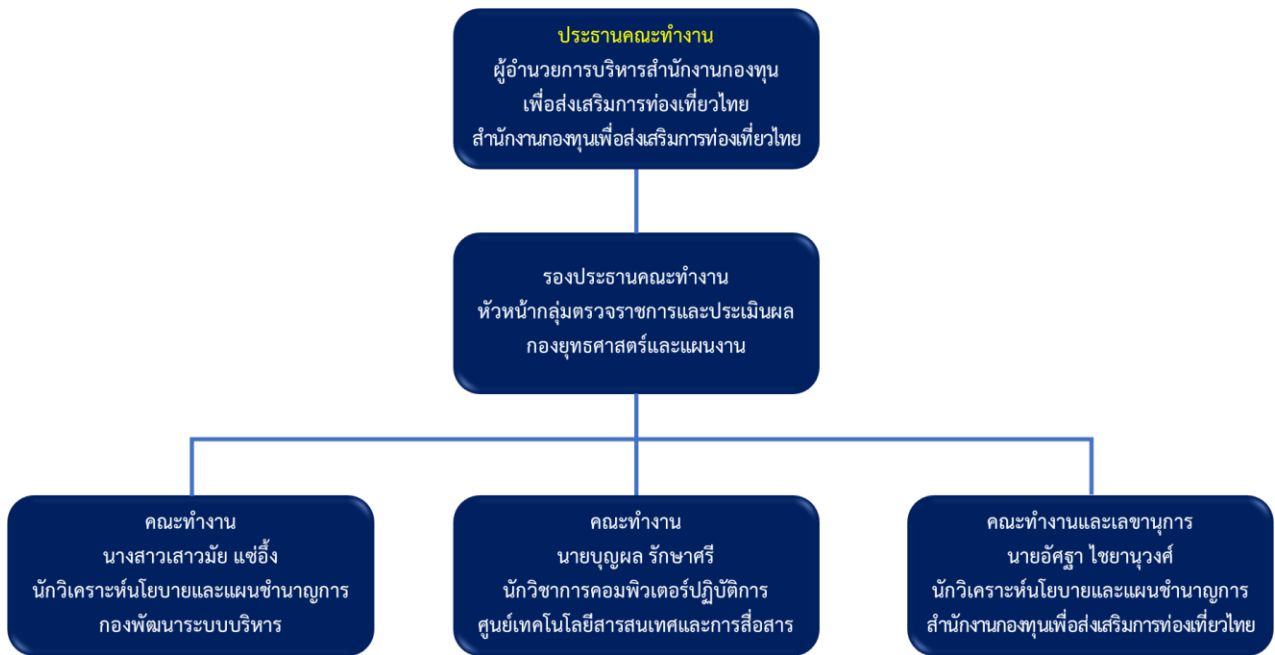 ประธานคณะทำงาน
ผู้อำนวยการบริหารสำนักงานกองทุน
เพื่อส่งเสริมการท่องเที่ยวไทย
สำนักงานกองทุนเพื่อส่งเสริมการท่องเที่ยวไทย
รองประธานคณะทำงาน
หัวหน้ากลุ่มตรวจราชการและประเมินผล
กองยุทธศาสตร์และแผนงาน
คณะทำงาน
นางสาวเสาวมัย แซ่อึ้ง
นักวิเคราะห์นโยบายและแผนชำนาญการ
กองพัฒนาระบบบริหาร
คณะทำงาน
นายบุญผล รักษาศรี
นักวิชาการคอมพิวเตอร์ปฏิบัติการ
ศูนย์เทคโนโลยีสารสนเทศและการสื่อสาร
คณะทำงานและเลขานุการ
นายอัศฐา ไชยานุวงศ์
นักวิเคราะห์นโยบายและแผนชำนาญการ
สำนักงานกองทุนเพื่อส่งเสริมการท่องเที่ยวไทย